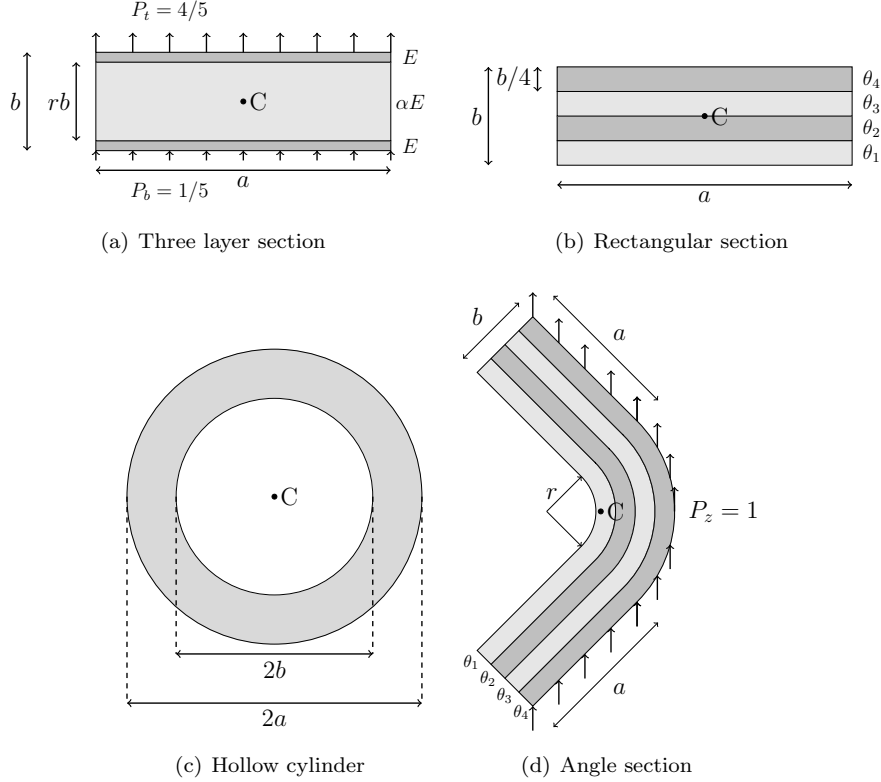 P_t = 4/5
b
rb
E
αE
E
C
P_b = 1/5
a
(a) Three layer section
b/4
b
C
θ_4
θ_3
θ_2
θ_1
a
(b) Rectangular section
C
2b
2a
(c) Hollow cylinder
b
a
r
C
P_z = 1
θ_1
θ_2
θ_3
θ_4
a
(d) Angle section